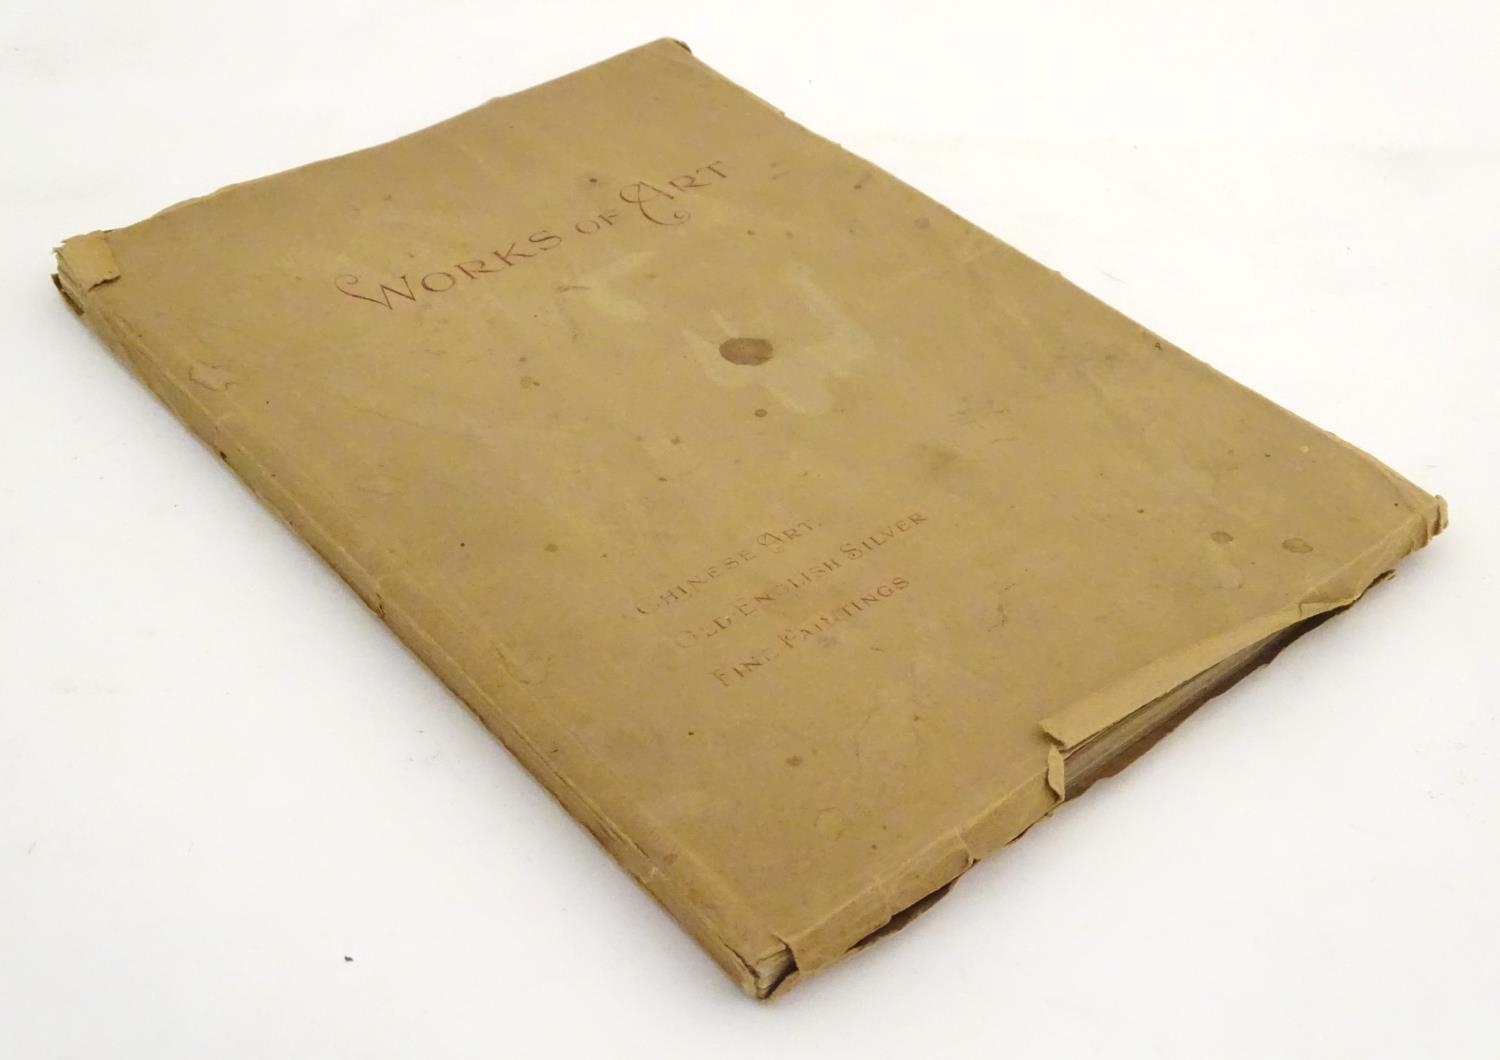 WORKS OF ART
CHINESE ART.
OLD ENGLISH SILVER
FINE PAINTINGS